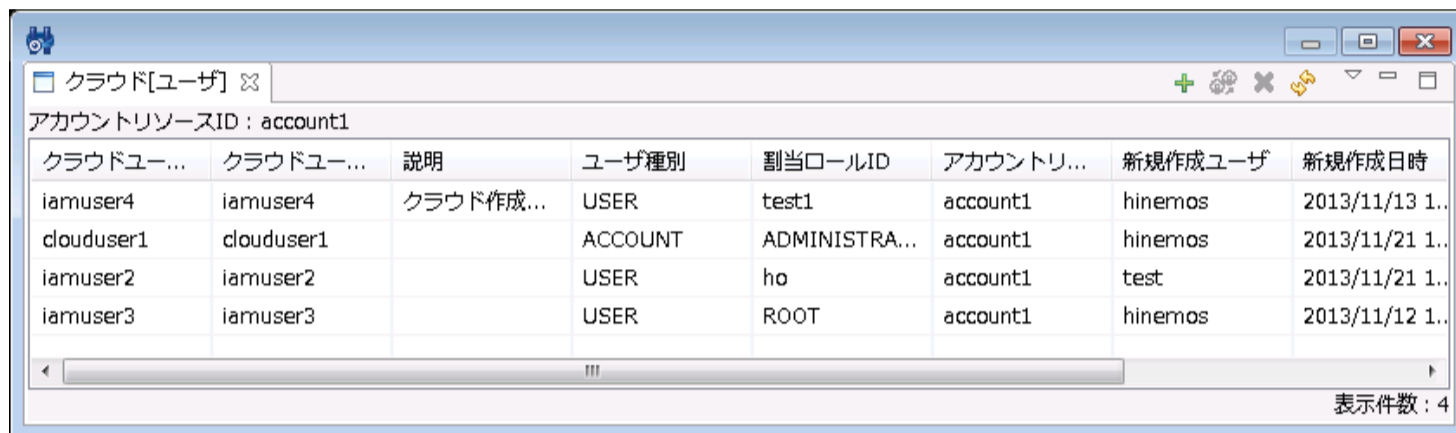 クラウド[ユーザ]
アカウントリソースID : account1
クラウドユー... クラウドユー... 説明 ユーザ種別 割当ロールID アカウントリ... 新規作成ユーザ 新規作成日時
iamuser4 iamuser4 クラウド作成... USER test1 account1 hinemos 2013/11/13 1..
clouduser1 clouduser1 ACCOUNT ADMINISTRA... account1 hinemos 2013/11/21 1..
iamuser2 iamuser2 USER ho account1 test 2013/11/21 1..
iamuser3 iamuser3 USER ROOT account1 hinemos 2013/11/12 1..
表示件数 : 4